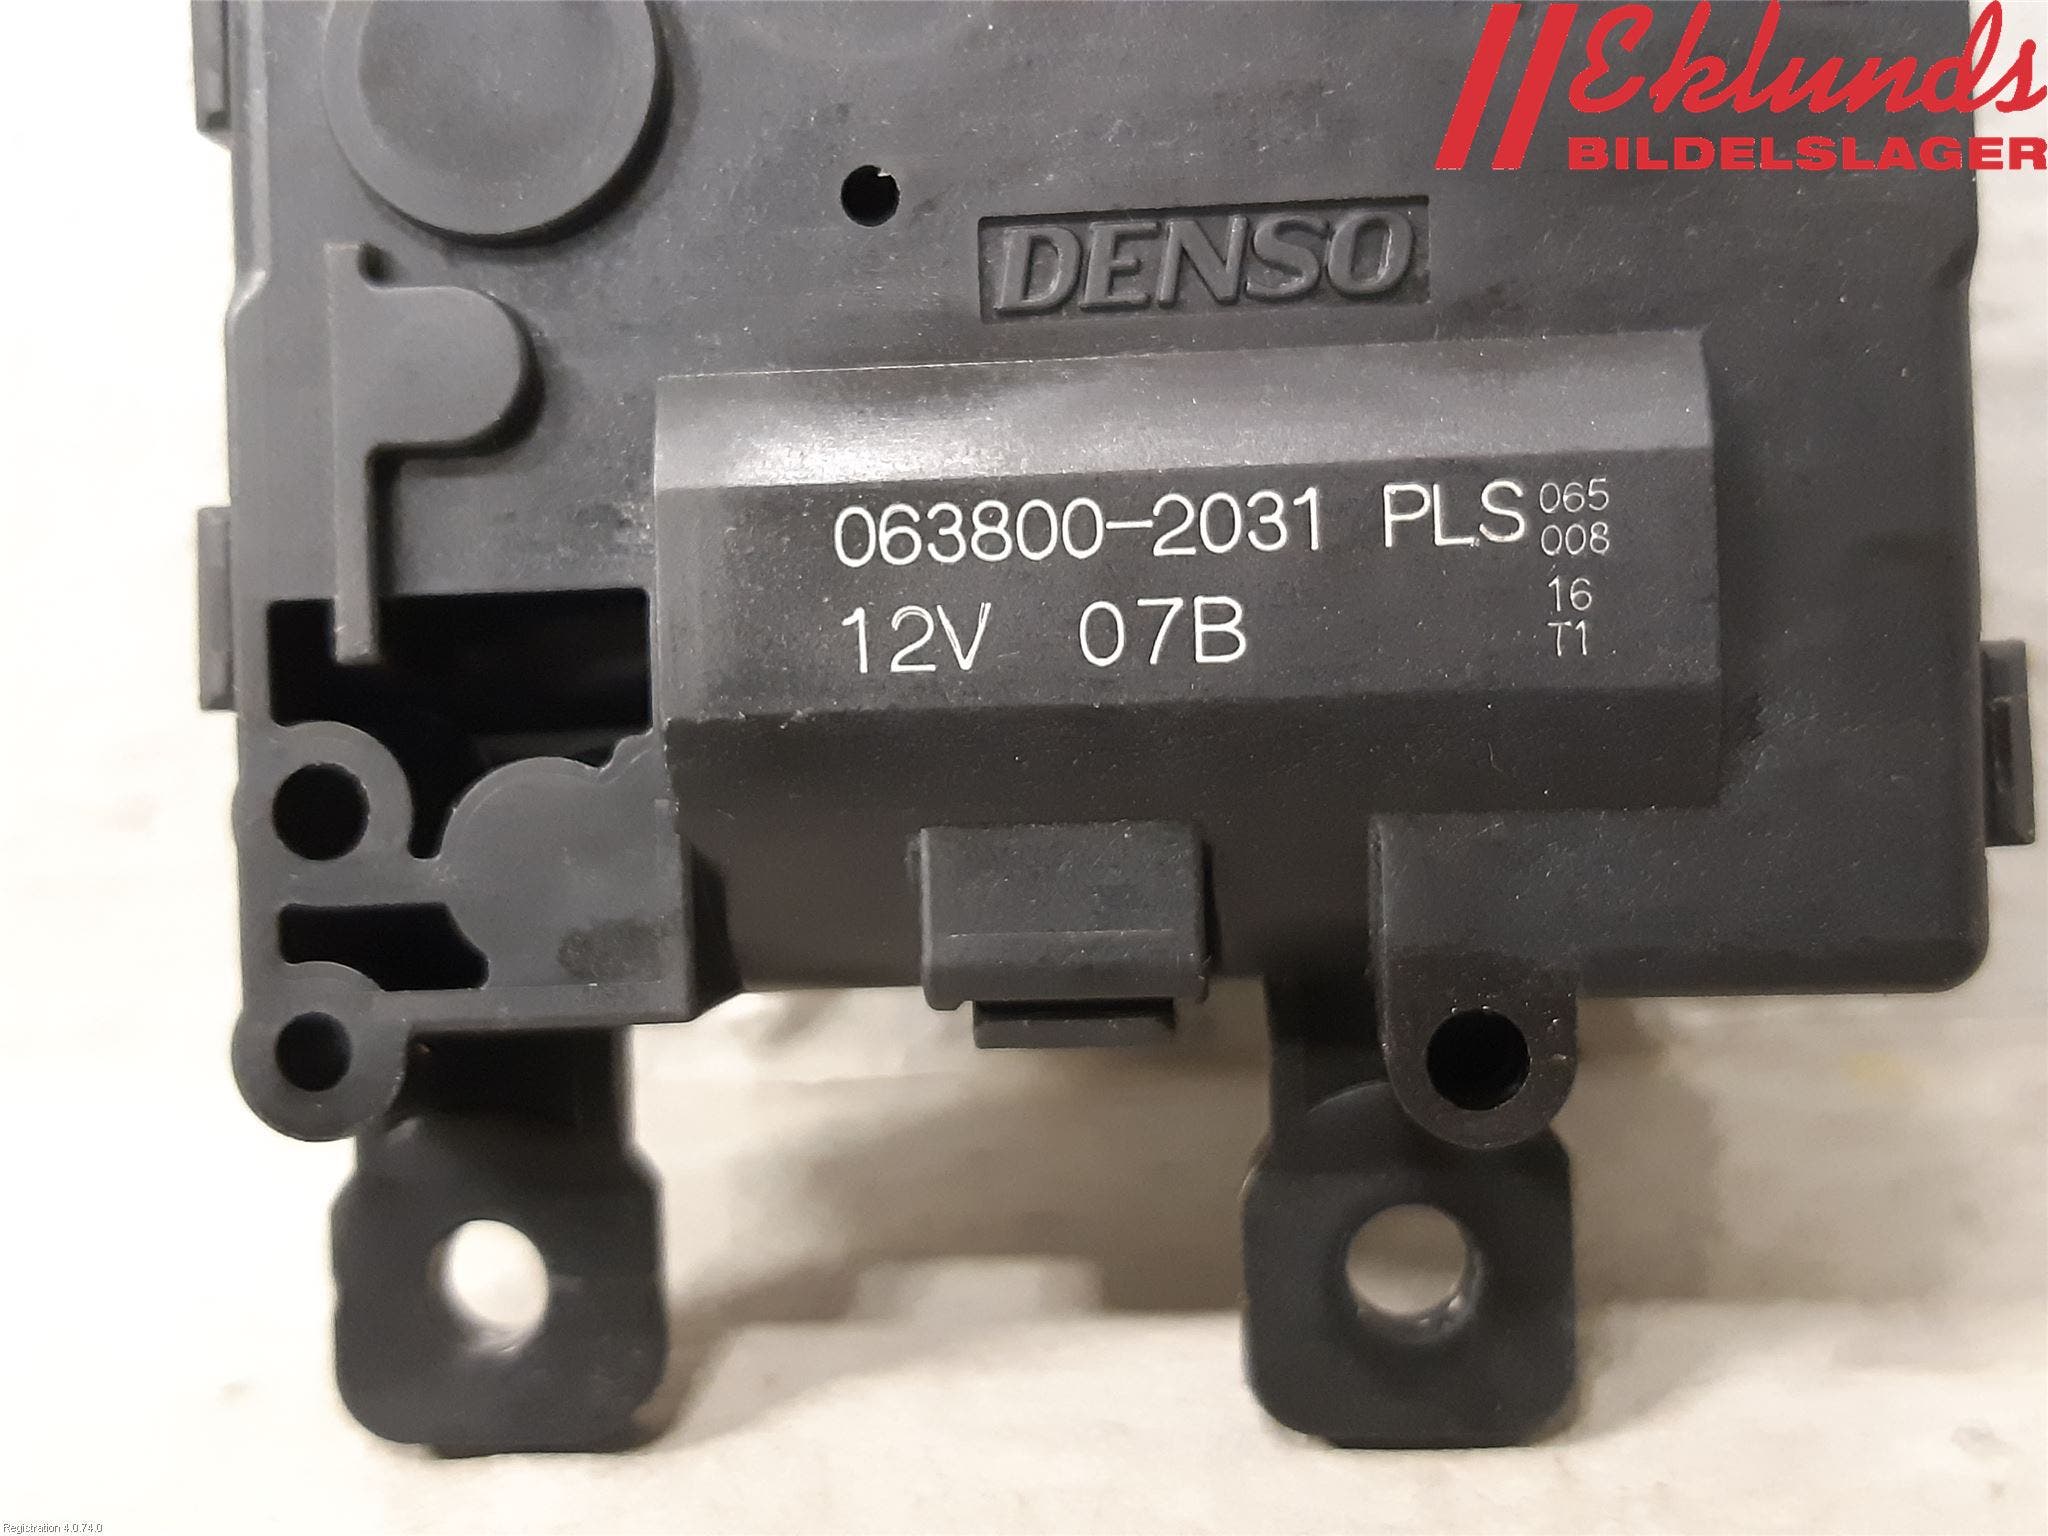 Eklunds
BILDELSLAGER
DENSO
063800-2031 PLS 065
008
12V 07B 16
T1
Registration 4.0.74.0